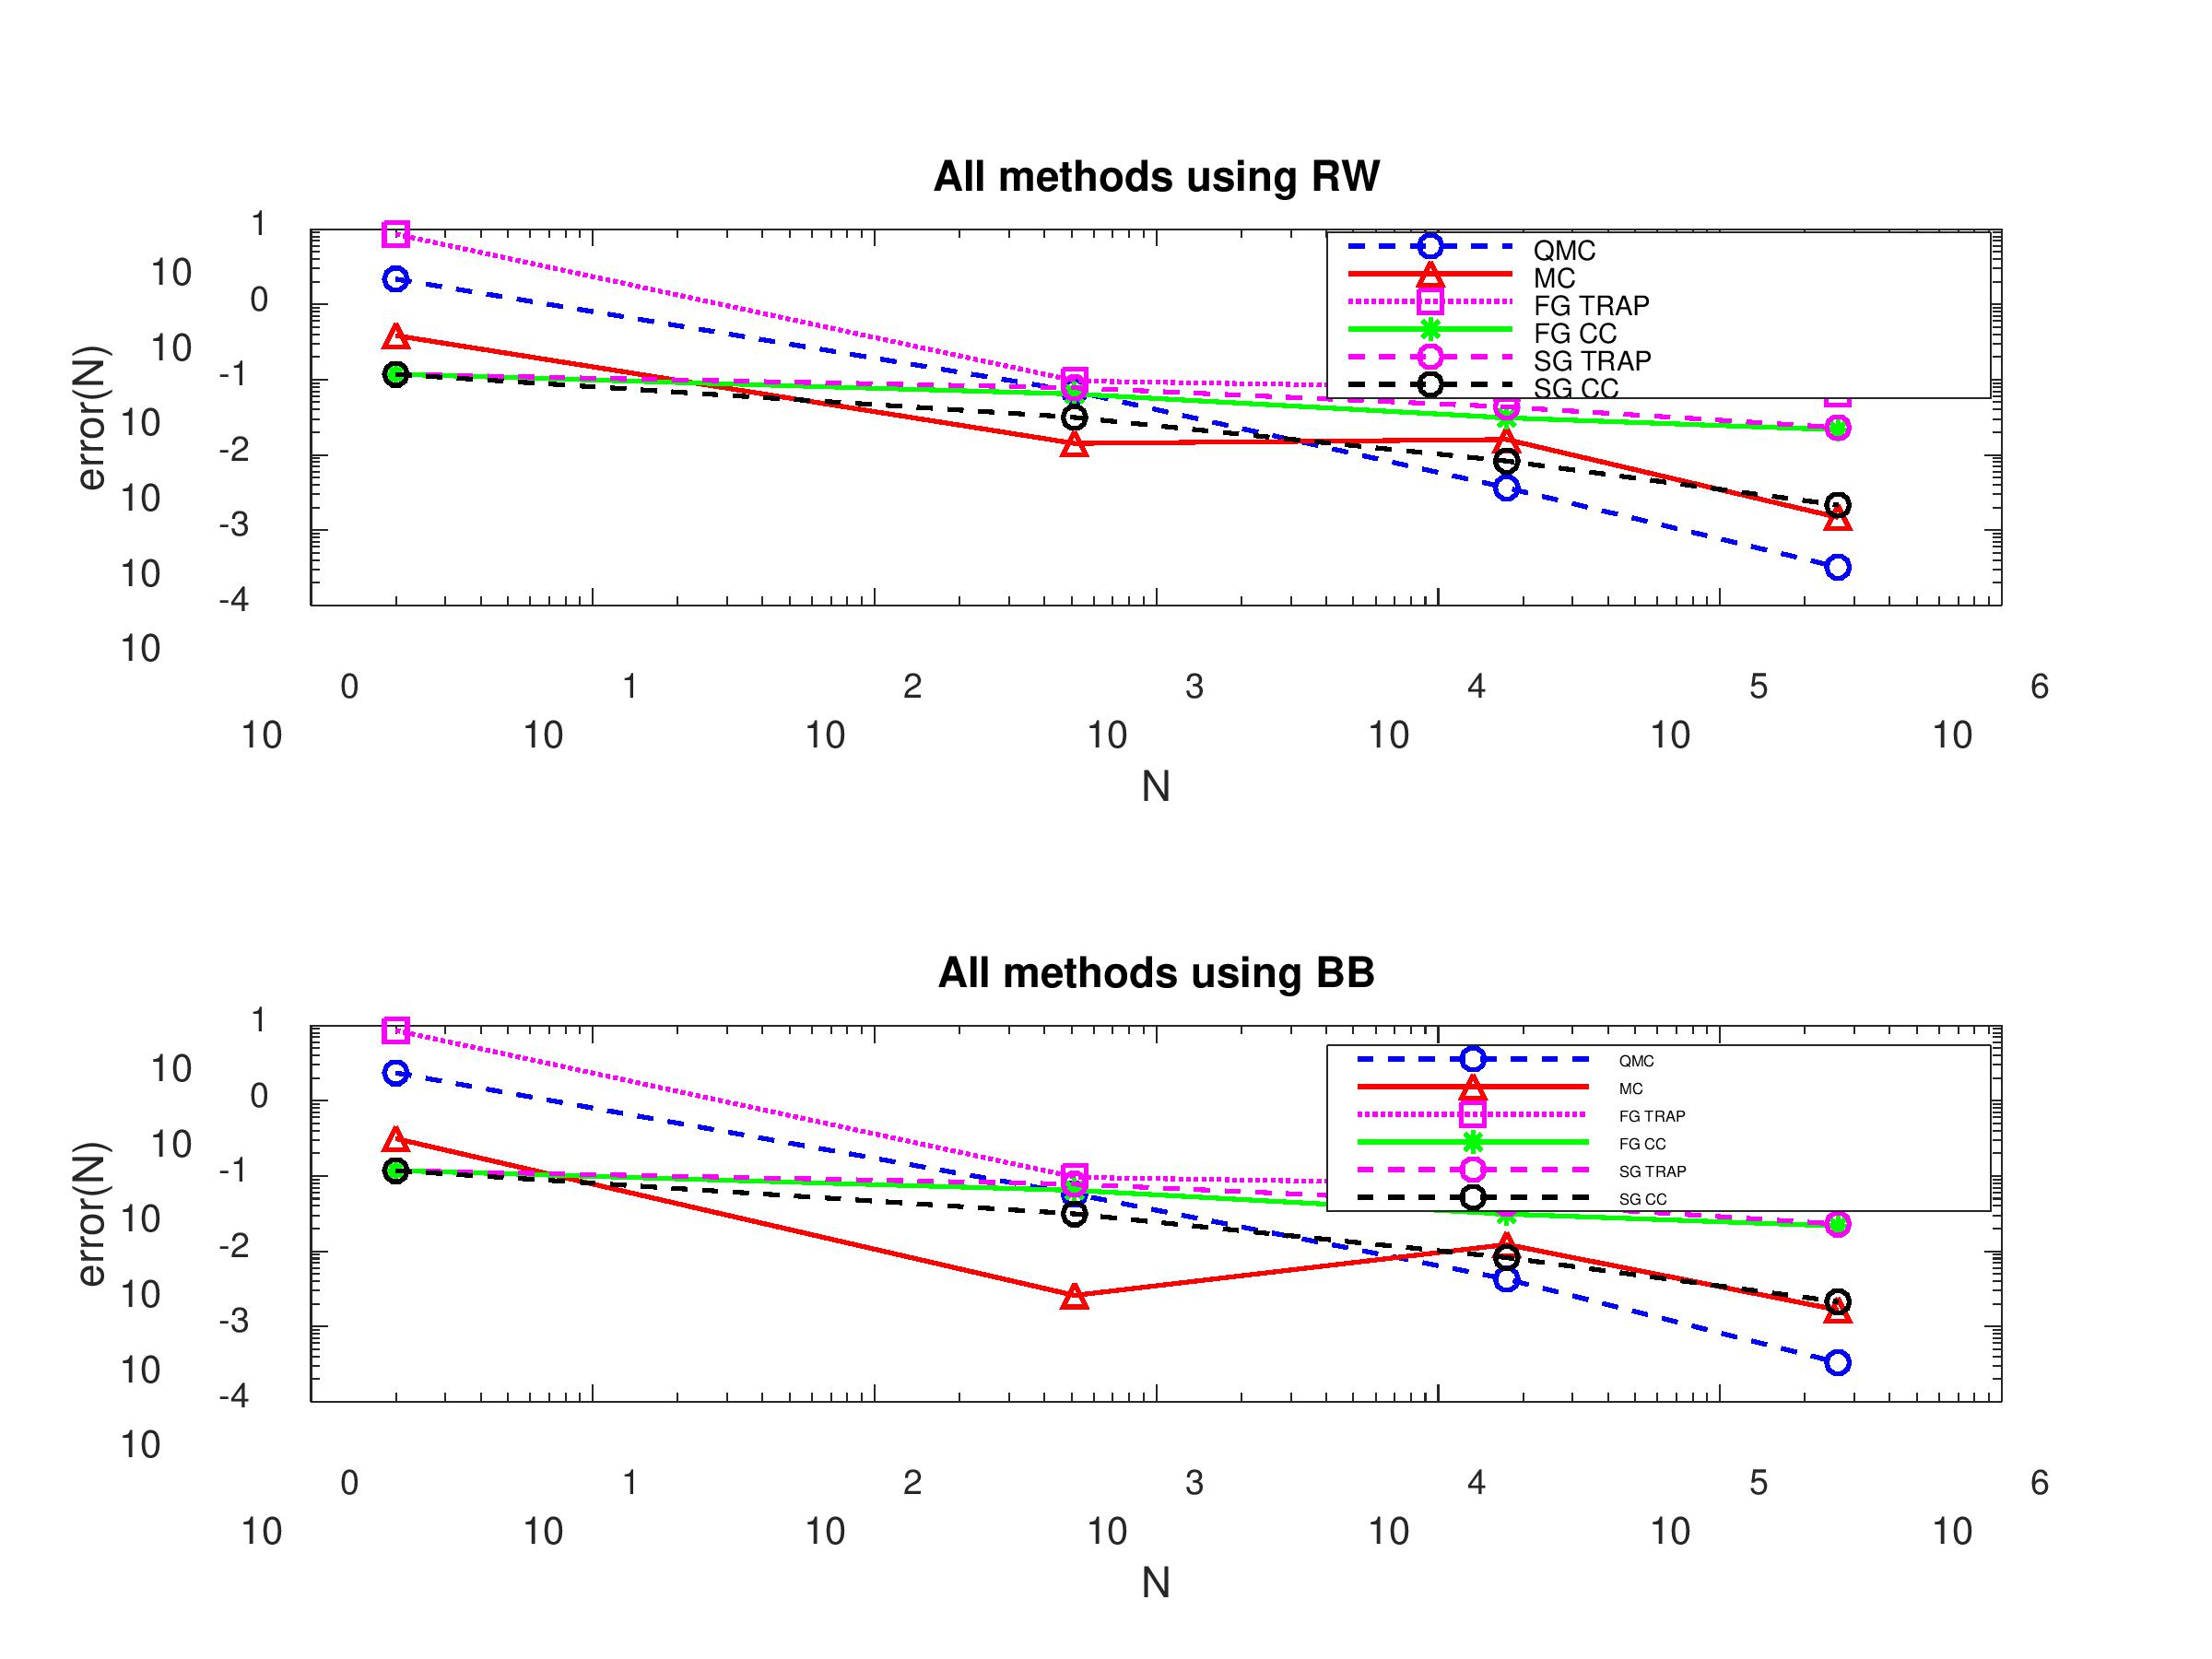 All methods using RW
10^1
10^0
10^-1
10^-2
10^-3
10^-4
error(N)
QMC
MC
FG TRAP
FG CC
SG TRAP
SG CC
10^0 10^1 10^2 10^3 10^4 10^5 10^6
N
All methods using BB
10^1
10^0
10^-1
10^-2
10^-3
10^-4
error(N)
QMC
MC
FG TRAP
FG CC
SG TRAP
SG CC
10^0 10^1 10^2 10^3 10^4 10^5 10^6
N